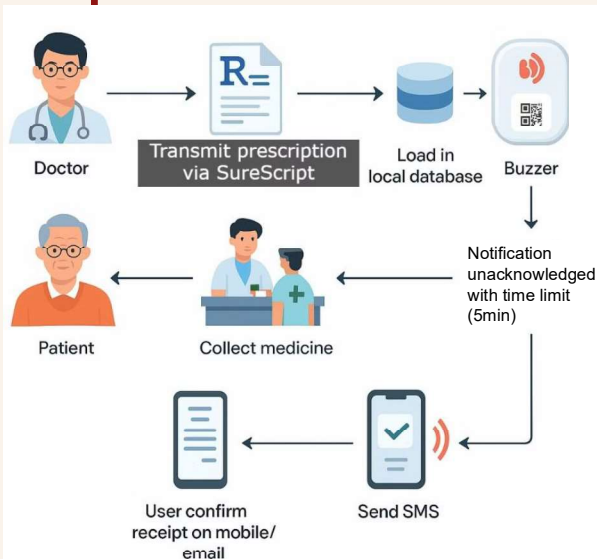 R=
Doctor
Transmit prescription
via SureScript
Load in
local database
Buzzer
Notification
unacknowledged
with time limit
(5min)
Patient
Collect medicine
User confirm
receipt on mobile/
email
Send SMS